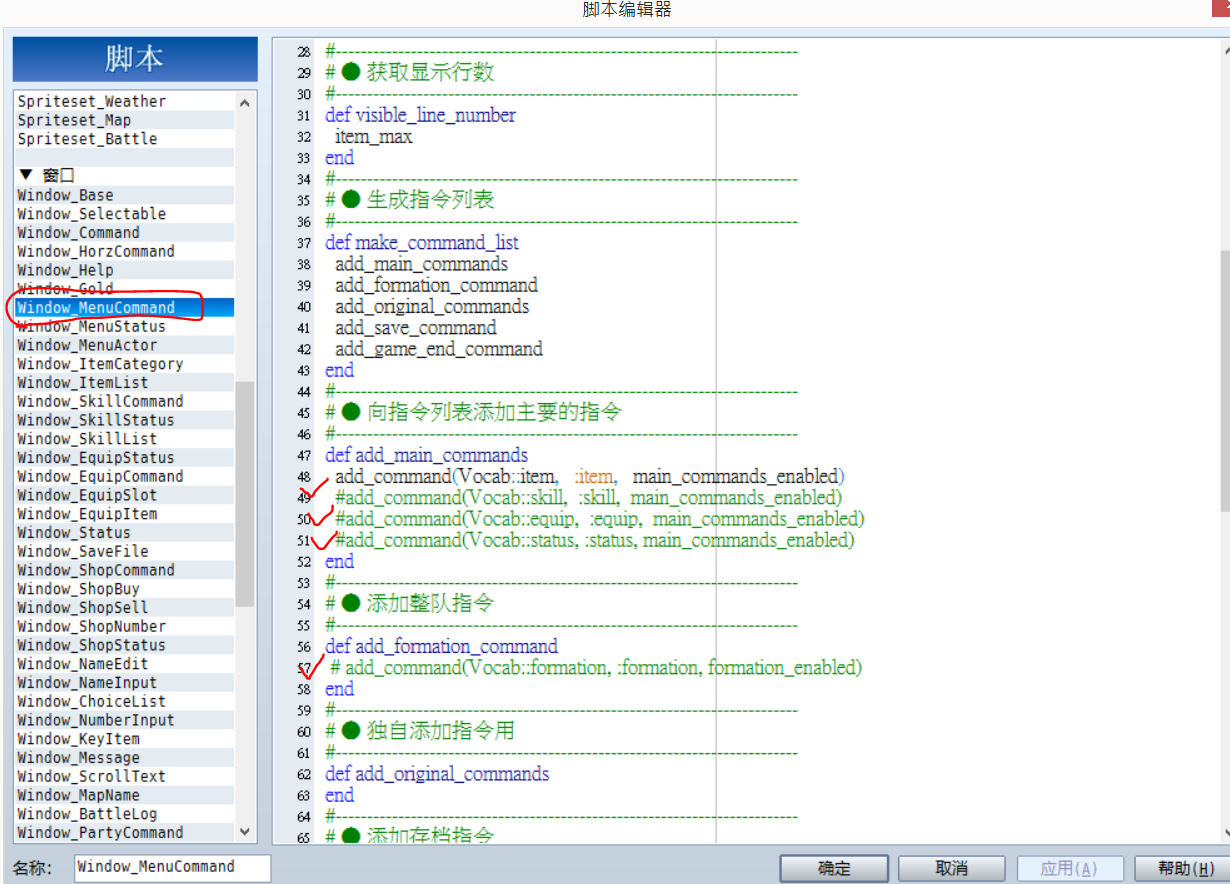 脚本编辑器
脚本
Spriteset_Weather
Spriteset_Map
Spriteset_Battle
▼ 窗口
Window_Base
Window_Selectable
Window_Command
Window_HorzCommand
Window_Help
Window_Gold
Window_MenuCommand
Window_MenuStatus
Window_MenuActor
Window_ItemCategory
Window_ItemList
Window_SkillCommand
Window_SkillStatus
Window_SkillList
Window_EquipStatus
Window_EquipCommand
Window_EquipSlot
Window_EquipItem
Window_Status
Window_SaveFile
Window_ShopCommand
Window_ShopBuy
Window_ShopSell
Window_ShopNumber
Window_ShopStatus
Window_NameEdit
Window_NameInput
Window_ChoiceList
Window_NumberInput
Window_KeyItem
Window_Message
Window_ScrollText
Window_MapName
Window_BattleLog
Window_PartyCommand
28 #--------------------------------------------------------------------------
29 # ● 获取显示行数
30 #--------------------------------------------------------------------------
31 def visible_line_number
32 item_max
33 end
34 #--------------------------------------------------------------------------
35 # ● 生成指令列表
36 #--------------------------------------------------------------------------
37 def make_command_list
38 add_main_commands
39 add_formation_command
40 add_original_commands
41 add_save_command
42 add_game_end_command
43 end
44 #--------------------------------------------------------------------------
45 # ● 向指令列表添加主要的指令
46 #--------------------------------------------------------------------------
47 def add_main_commands
48 add_command(Vocab::item, :item, main_commands_enabled)
49 #add_command(Vocab::skill, :skill, main_commands_enabled)
50 #add_command(Vocab::equip, :equip, main_commands_enabled)
51 #add_command(Vocab::status, :status, main_commands_enabled)
52 end
53 #--------------------------------------------------------------------------
54 # ● 添加整队指令
55 #--------------------------------------------------------------------------
56 def add_formation_command
57 # add_command(Vocab::formation, :formation, formation_enabled)
58 end
59 #--------------------------------------------------------------------------
60 # ● 独自添加指令用
61 #--------------------------------------------------------------------------
62 def add_original_commands
63 end
64 #--------------------------------------------------------------------------
65 # ● 添加存档指令
名称: Window_MenuCommand
确定 取消 应用(A) 帮助(H)